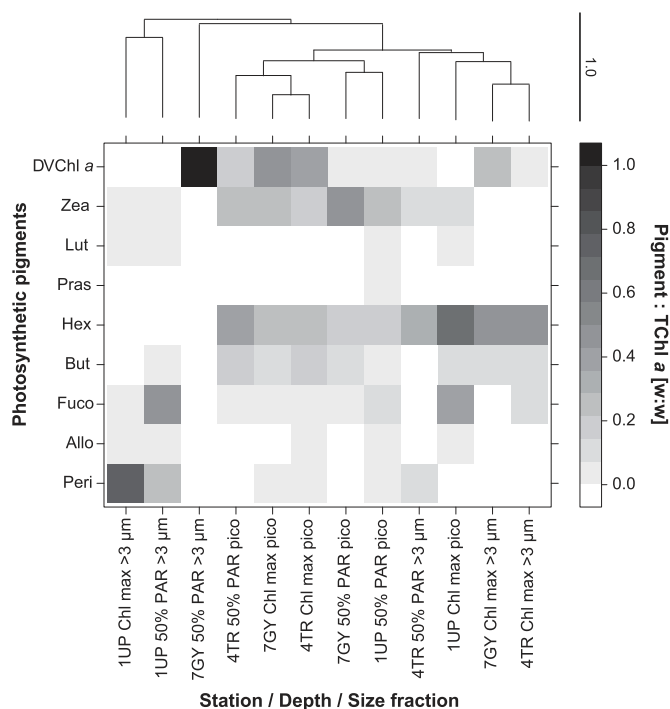 1.0
DVChl a
Zea
Lut
Pras
Hex
But
Fuco
Allo
Peri
Photosynthetic pigments
1.0
0.8
0.6
0.4
0.2
0.0
Pigment : TChl a [w:w]
1UP Chl max >3 µm
1UP 50% PAR >3 µm
7GY 50% PAR >3 µm
4TR 50% PAR pico
7GY Chl max pico
4TR Chl max pico
7GY 50% PAR pico
1UP 50% PAR pico
4TR 50% PAR >3 µm
1UP Chl max pico
7GY Chl max >3 µm
4TR Chl max >3 µm
Station / Depth / Size fraction